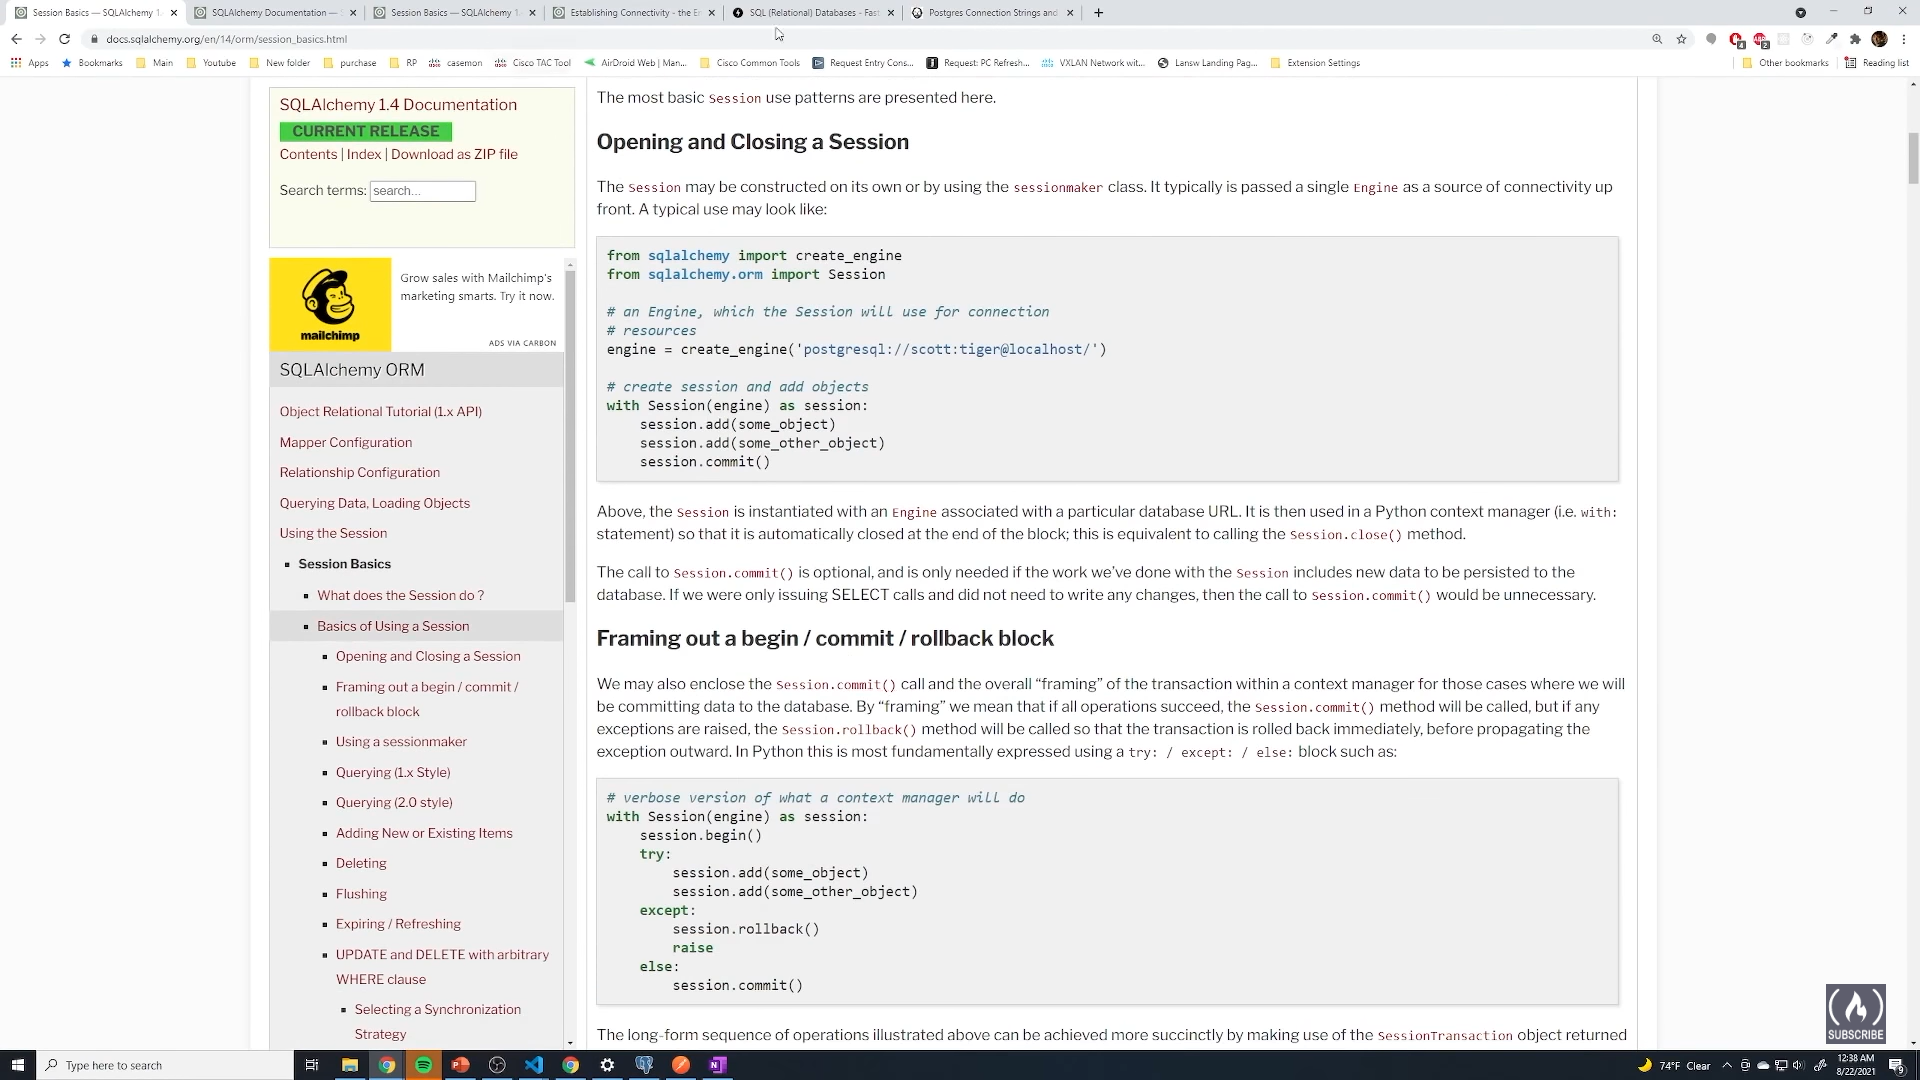 Session Basics — SQLAlchemy 1.
SQLAlchemy Documentation —
Session Basics — SQLAlchemy 1.
Establishing Connectivity - the E
SQL (Relational) Databases - Fast
Postgres Connection Strings and
docs.sqlalchemy.org/en/14/orm/session_basics.html
Apps Bookmarks Main Youtube New folder purchase RP casemon Cisco TAC Tool AirDroid Web | Man... Cisco Common Tools Request Entry Cons... Request: PC Refresh... VXLAN Network wit... Lansw Landing Pag... Extension Settings Other bookmarks Reading list
SQLAlchemy 1.4 Documentation
CURRENT RELEASE
Contents | Index | Download as ZIP file
Search terms: search...
Grow sales with Mailchimp's
marketing smarts. Try it now.
mailchimp
ADS VIA CARBON
SQLAlchemy ORM
Object Relational Tutorial (1.x API)
Mapper Configuration
Relationship Configuration
Querying Data, Loading Objects
Using the Session
Session Basics
What does the Session do ?
Basics of Using a Session
Opening and Closing a Session
Framing out a begin / commit /
rollback block
Using a sessionmaker
Querying (1.x Style)
Querying (2.0 style)
Adding New or Existing Items
Deleting
Flushing
Expiring / Refreshing
UPDATE and DELETE with arbitrary
WHERE clause
Selecting a Synchronization
Strategy
The most basic Session use patterns are presented here.
Opening and Closing a Session
The Session may be constructed on its own or by using the sessionmaker class. It typically is passed a single Engine as a source of connectivity up
front. A typical use may look like:
from sqlalchemy import create_engine
from sqlalchemy.orm import Session
# an Engine, which the Session will use for connection
# resources
engine = create_engine('postgresql://scott:tiger@localhost/')
# create session and add objects
with Session(engine) as session:
session.add(some_object)
session.add(some_other_object)
session.commit()
Above, the Session is instantiated with an Engine associated with a particular database URL. It is then used in a Python context manager (i.e. with:
statement) so that it is automatically closed at the end of the block; this is equivalent to calling the Session.close() method.
The call to Session.commit() is optional, and is only needed if the work we've done with the Session includes new data to be persisted to the
database. If we were only issuing SELECT calls and did not need to write any changes, then the call to Session.commit() would be unnecessary.
Framing out a begin / commit / rollback block
We may also enclose the Session.commit() call and the overall “framing” of the transaction within a context manager for those cases where we will
be committing data to the database. By “framing” we mean that if all operations succeed, the Session.commit() method will be called, but if any
exceptions are raised, the Session.rollback() method will be called so that the transaction is rolled back immediately, before propagating the
exception outward. In Python this is most fundamentally expressed using a try: / except: / else: block such as:
# verbose version of what a context manager will do
with Session(engine) as session:
session.begin()
try:
session.add(some_object)
session.add(some_other_object)
except:
session.rollback()
raise
else:
session.commit()
The long-form sequence of operations illustrated above can be achieved more succinctly by making use of the SessionTransaction object returned
SUBSCRIBE
Type here to search
74°F Clear
12:38 AM
8/22/2021